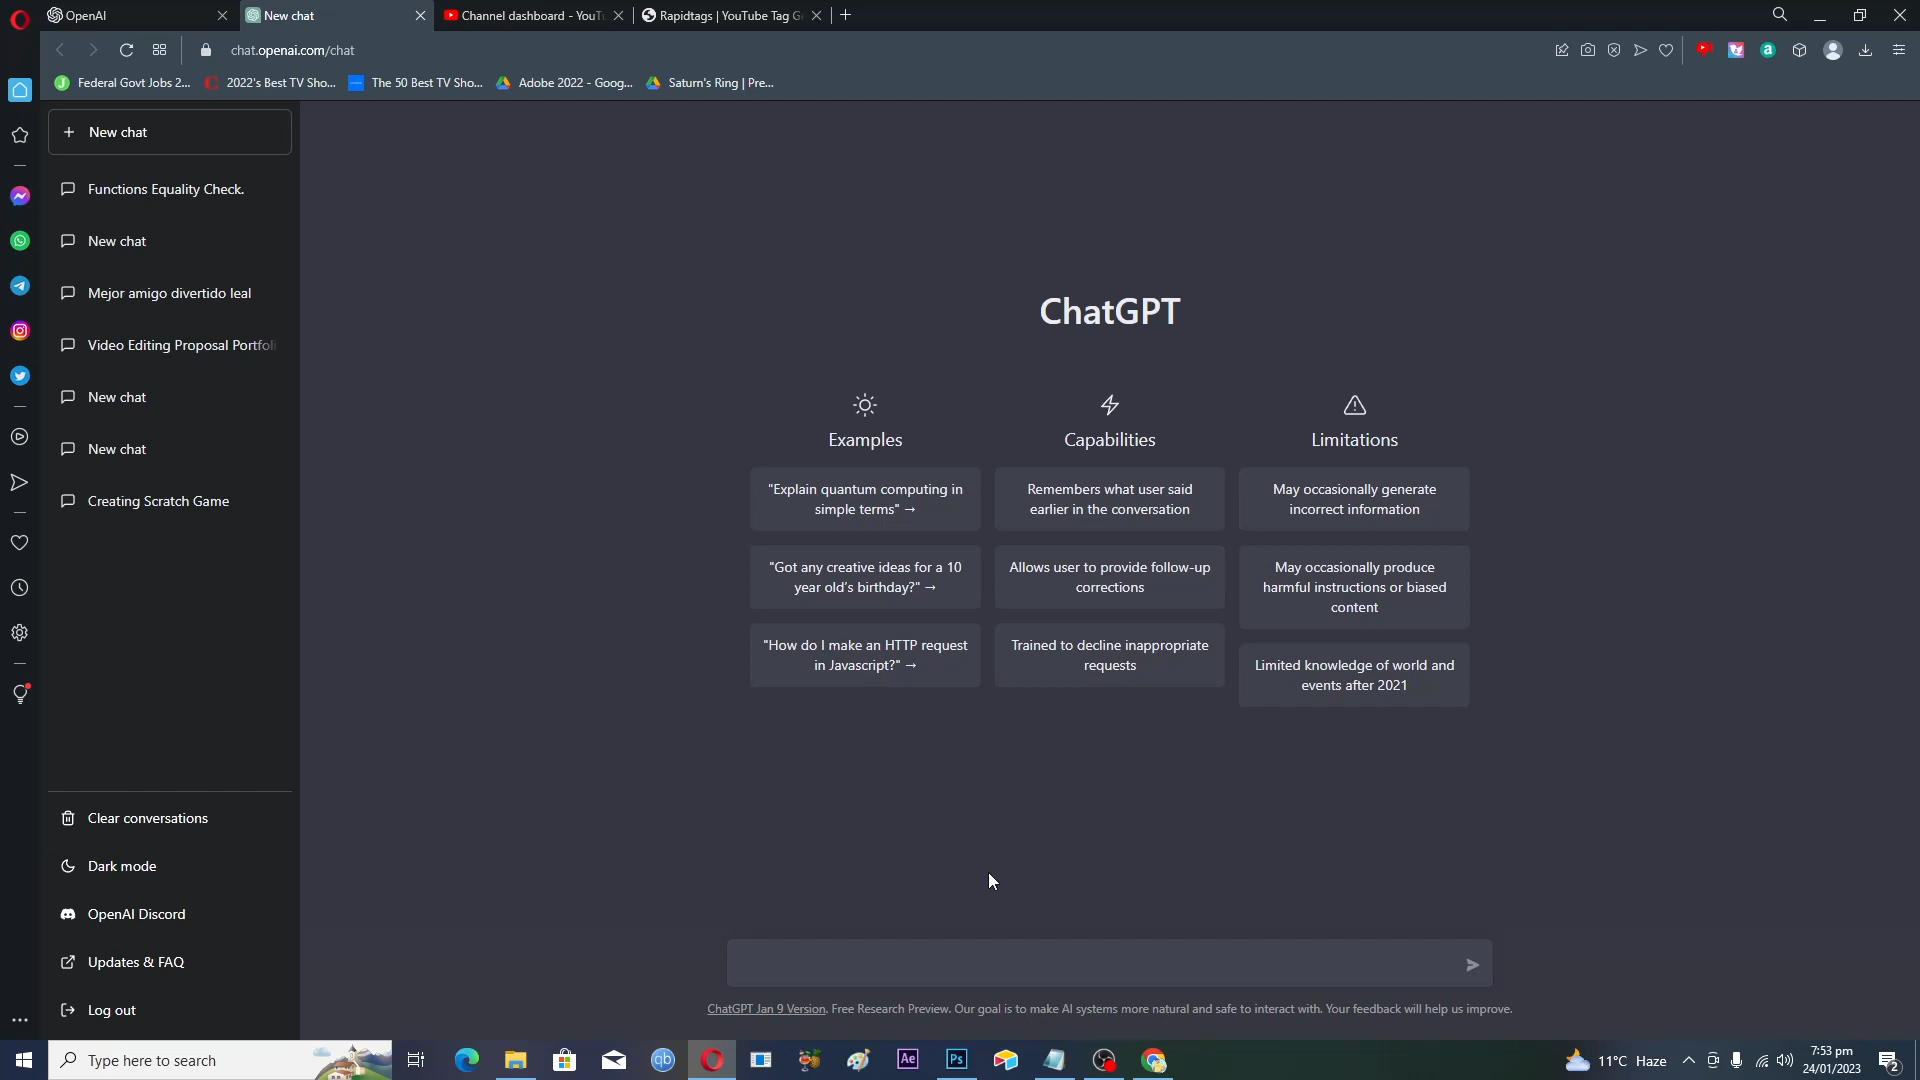 OpenAI
New chat
Channel dashboard - YouT
Rapidtags | YouTube Tag G
chat.openai.com/chat
Federal Govt Jobs 2...
2022's Best TV Sho...
The 50 Best TV Sho...
Adobe 2022 - Goog...
Saturn's Ring | Pre...
New chat
Functions Equality Check.
New chat
Mejor amigo divertido leal
Video Editing Proposal Portfoli
New chat
New chat
Creating Scratch Game
Clear conversations
Dark mode
OpenAI Discord
Updates & FAQ
Log out
ChatGPT
Examples
"Explain quantum computing in
simple terms" →
"Got any creative ideas for a 10
year old's birthday?" →
"How do I make an HTTP request
in Javascript?" →
Capabilities
Remembers what user said
earlier in the conversation
Allows user to provide follow-up
corrections
Trained to decline inappropriate
requests
Limitations
May occasionally generate
incorrect information
May occasionally produce
harmful instructions or biased
content
Limited knowledge of world and
events after 2021
ChatGPT Jan 9 Version. Free Research Preview. Our goal is to make AI systems more natural and safe to interact with. Your feedback will help us improve.
Type here to search
qb
Ae
Ps
11°C Haze
7:53 pm
24/01/2023
2